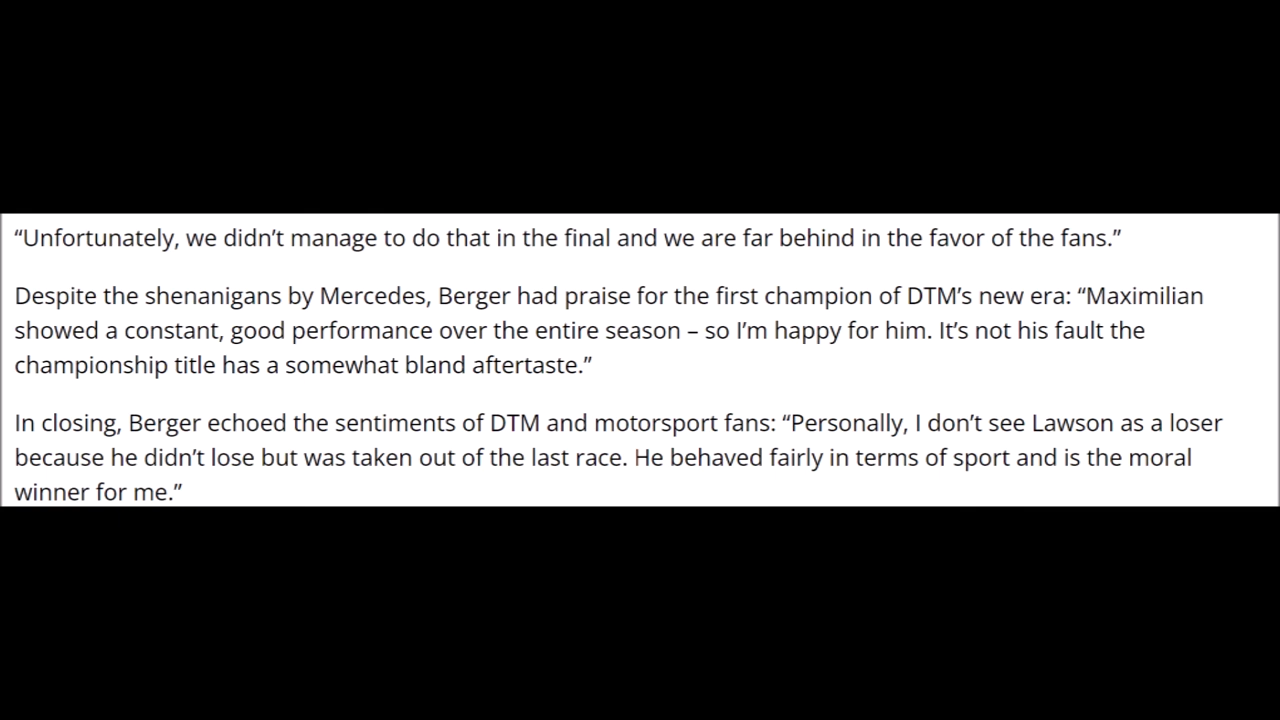 “Unfortunately, we didn’t manage to do that in the final and we are far behind in the favor of the fans.”
Despite the shenanigans by Mercedes, Berger had praise for the first champion of DTM’s new era: “Maximilian
showed a constant, good performance over the entire season – so I’m happy for him. It’s not his fault the
championship title has a somewhat bland aftertaste.”
In closing, Berger echoed the sentiments of DTM and motorsport fans: “Personally, I don’t see Lawson as a loser
because he didn’t lose but was taken out of the last race. He behaved fairly in terms of sport and is the moral
winner for me.”